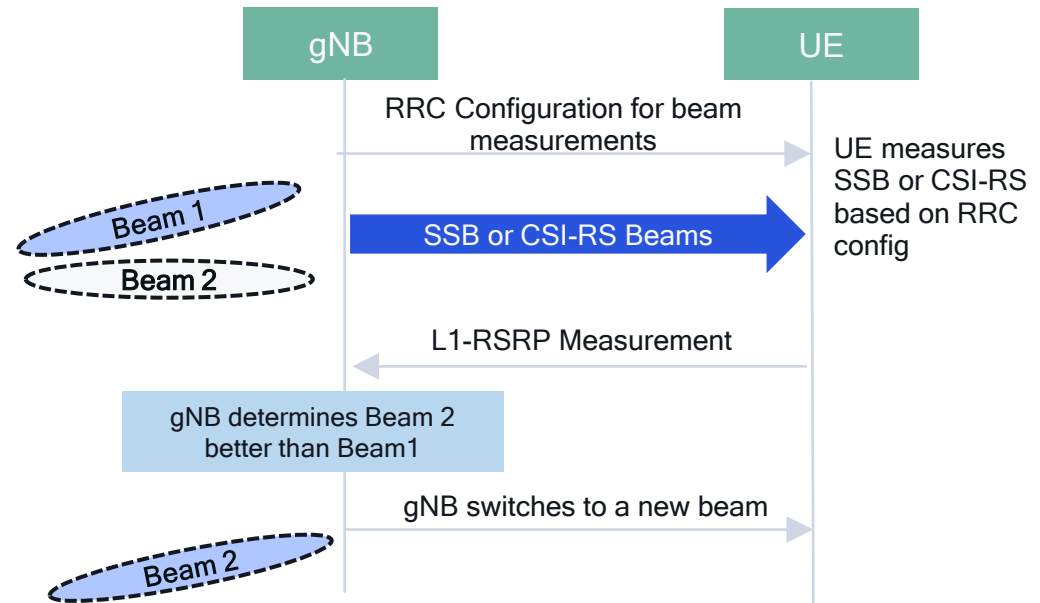 gNB
UE
RRC Configuration for beam
measurements
UE measures
SSB or CSI-RS
based on RRC
config
Beam 1
SSB or CSI-RS Beams
Beam 2
L1-RSRP Measurement
gNB determines Beam 2
better than Beam1
gNB switches to a new beam
Beam 2